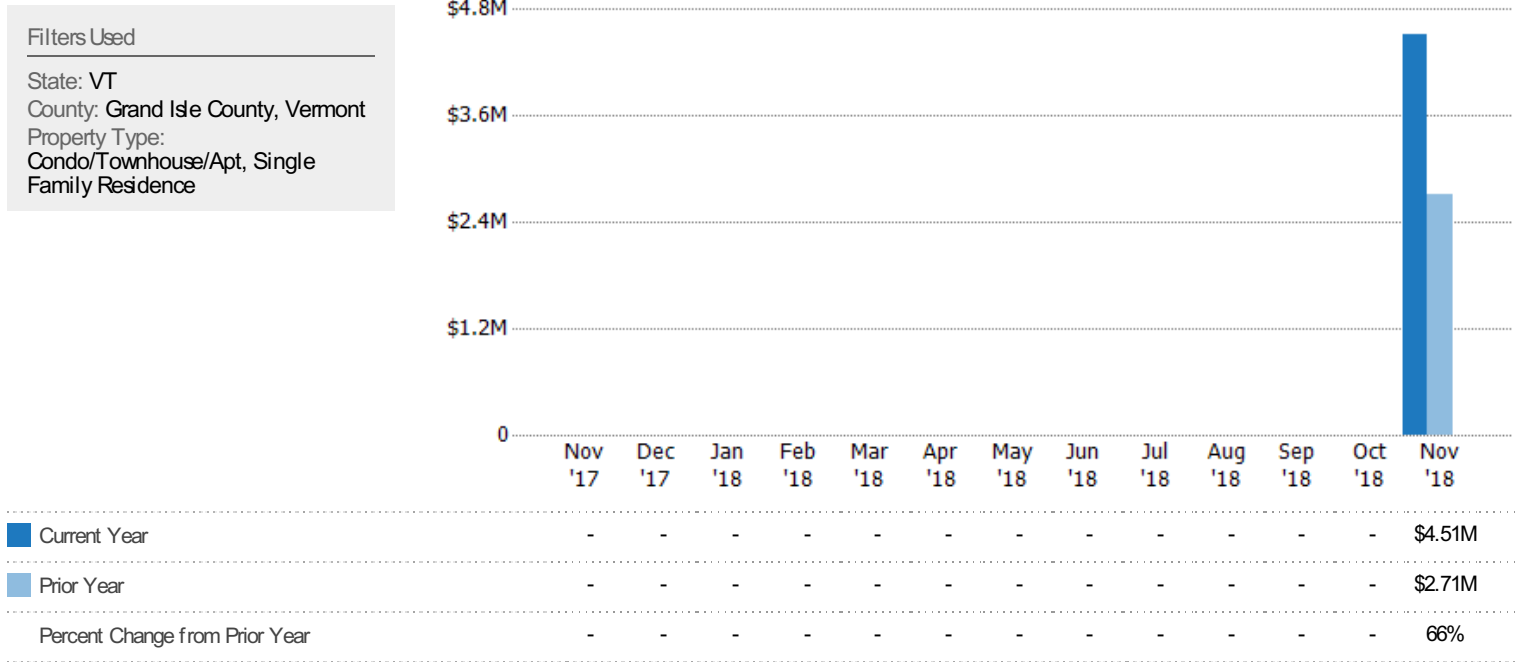 Filters Used
State: VT
County: Grand Isle County, Vermont
Property Type:
Condo/Townhouse/Apt, Single
Family Residence
$4.8M
$3.6M
$2.4M
$1.2M
0
Nov Dec Jan Feb Mar Apr May Jun Jul Aug Sep Oct Nov
'17 '17 '18 '18 '18 '18 '18 '18 '18 '18 '18 '18 '18
Current Year - - - - - - - - - - - - $4.51M
Prior Year - - - - - - - - - - - - $2.71M
Percent Change from Prior Year - - - - - - - - - - - - 66%